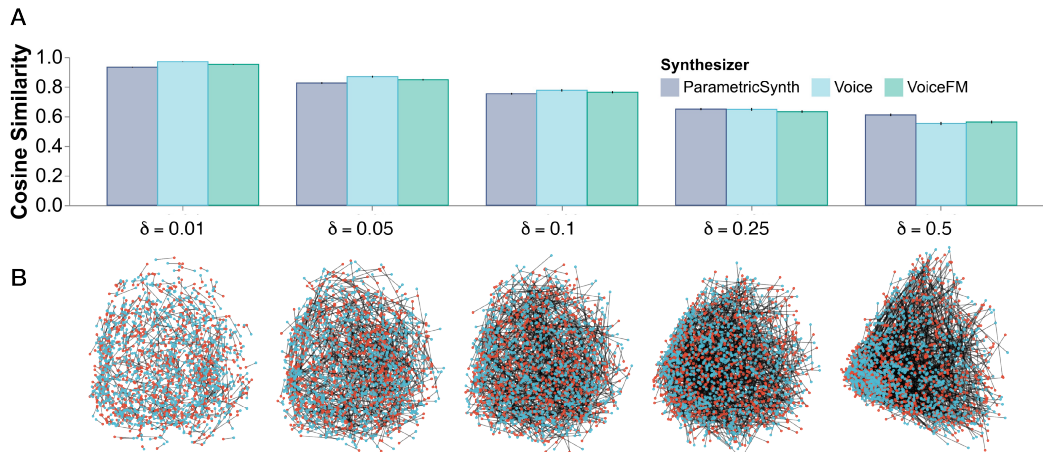 A
Cosine Similarity
1.0
0.8
0.6
0.4
0.2
0.0
Synthesizer
ParametricSynth Voice VoiceFM
δ = 0.01 δ = 0.05 δ = 0.1 δ = 0.25 δ = 0.5
B